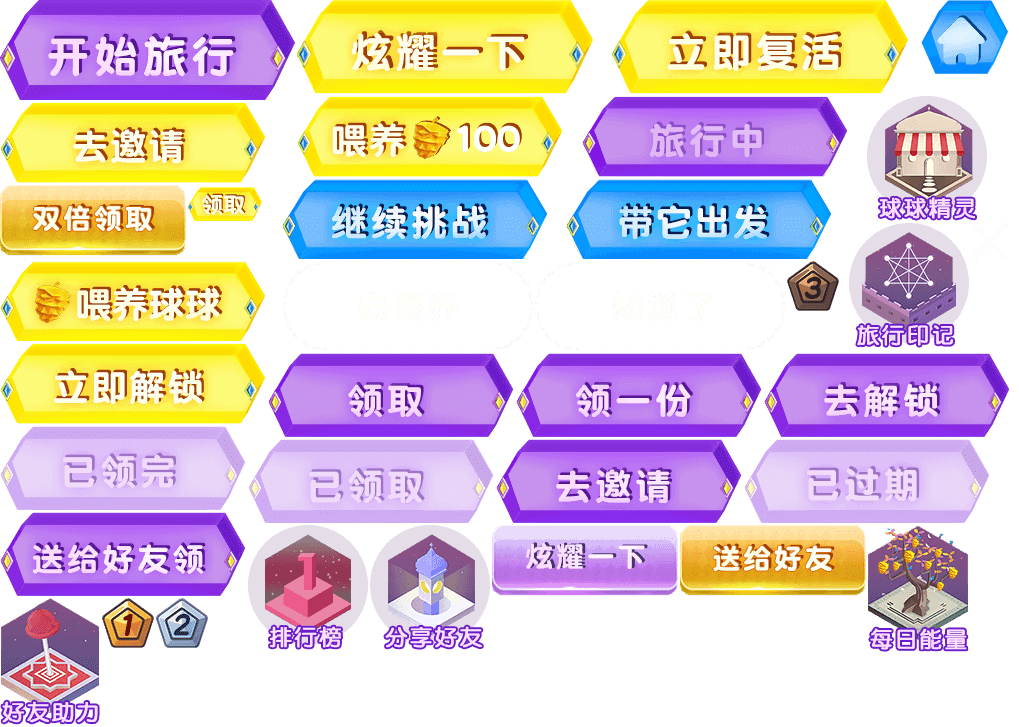 开始旅行
炫耀一下
立即复活
去邀请
喂养100
旅行中
球球精灵
双倍领取
领取
继续挑战
带它出发
喂养球球
3
旅行印记
立即解锁
领取
领一份
去解锁
已领完
已领取
去邀请
已过期
送给好友领
1
排行榜
分享好友
炫耀一下
送给好友
每日能量
1
2
好友助力